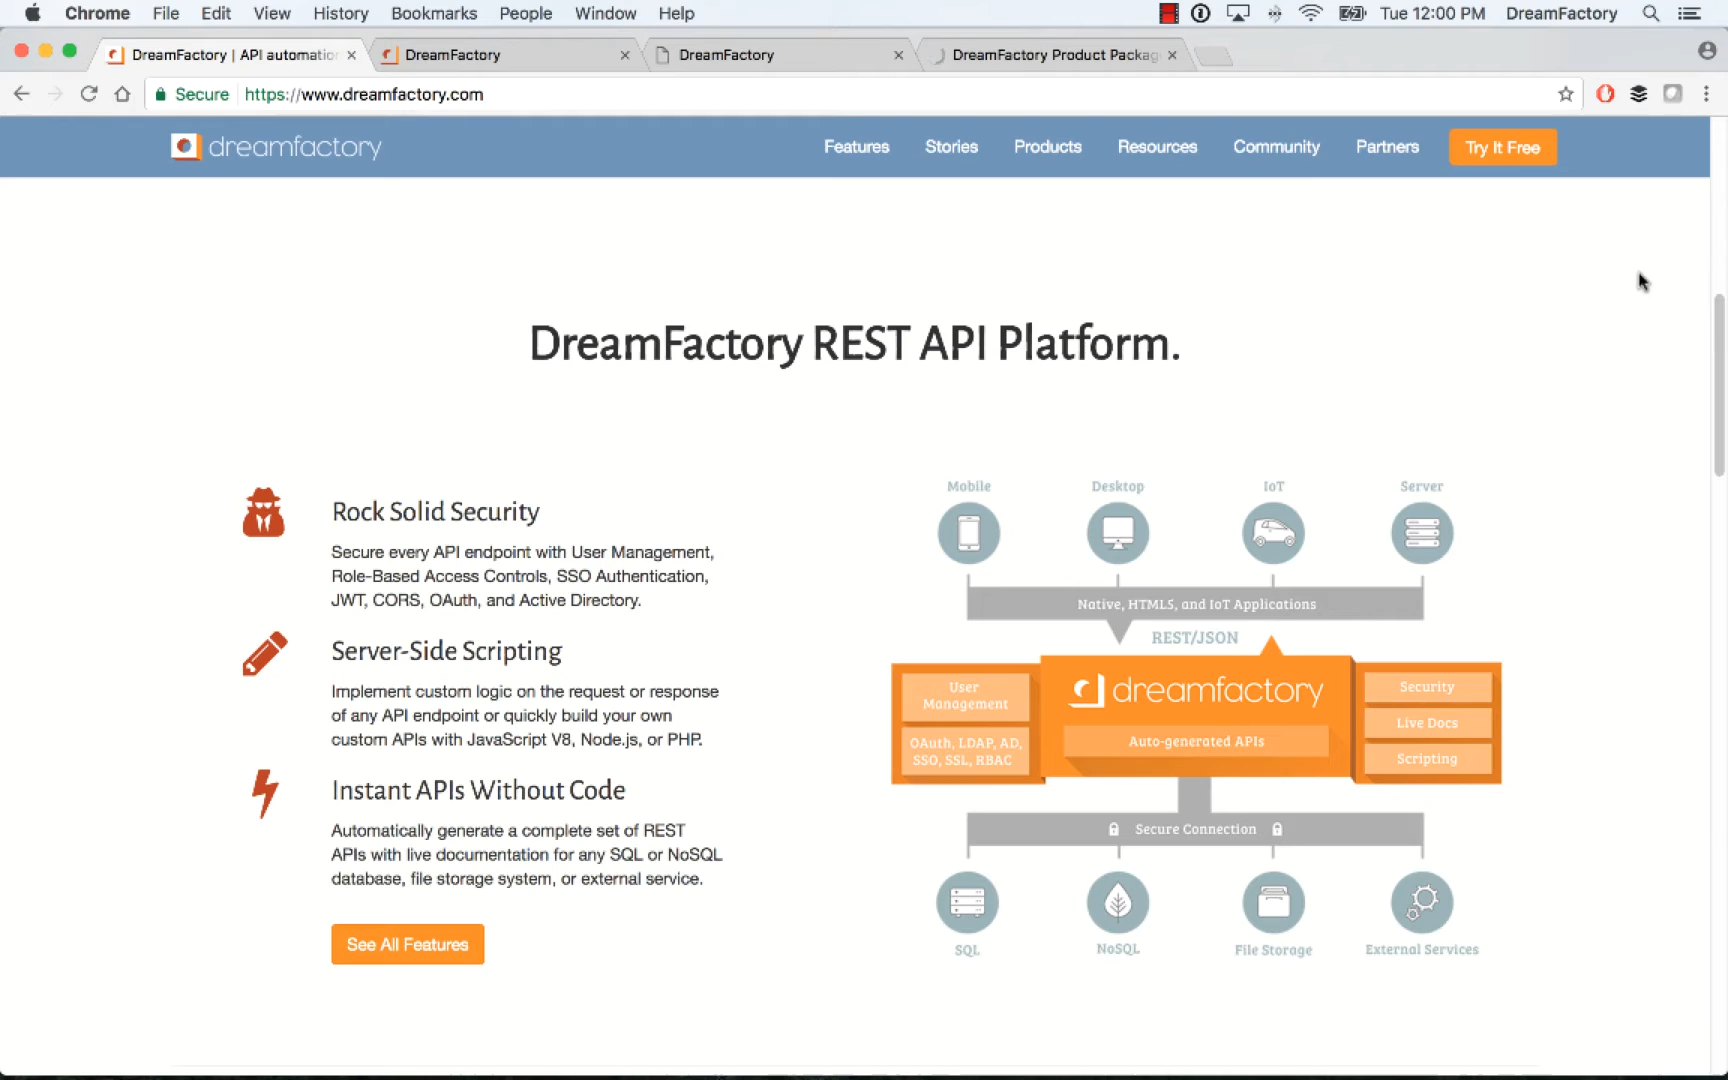 Chrome File Edit View History Bookmarks People Window Help Tue 12:00 PM DreamFactory
DreamFactory | API automation DreamFactory DreamFactory DreamFactory Product Packag
Secure https://www.dreamfactory.com
dreamfactory Features Stories Products Resources Community Partners Try It Free
DreamFactory REST API Platform.
Rock Solid Security
Secure every API endpoint with User Management,
Role-Based Access Controls, SSO Authentication,
JWT, CORS, OAuth, and Active Directory.
Server-Side Scripting
Implement custom logic on the request or response
of any API endpoint or quickly build your own
custom APIs with JavaScript V8, Node.js, or PHP.
Instant APIs Without Code
Automatically generate a complete set of REST
APIs with live documentation for any SQL or NoSQL
database, file storage system, or external service.
See All Features
Mobile Desktop IoT Server
Native, HTML5, and IoT Applications
REST/JSON
User
Management
OAuth, LDAP, AD,
SSO, SSL, RBAC
dreamfactory
Auto-generated APIs
Security
Live Docs
Scripting
Secure Connection
SQL NoSQL File Storage External Services